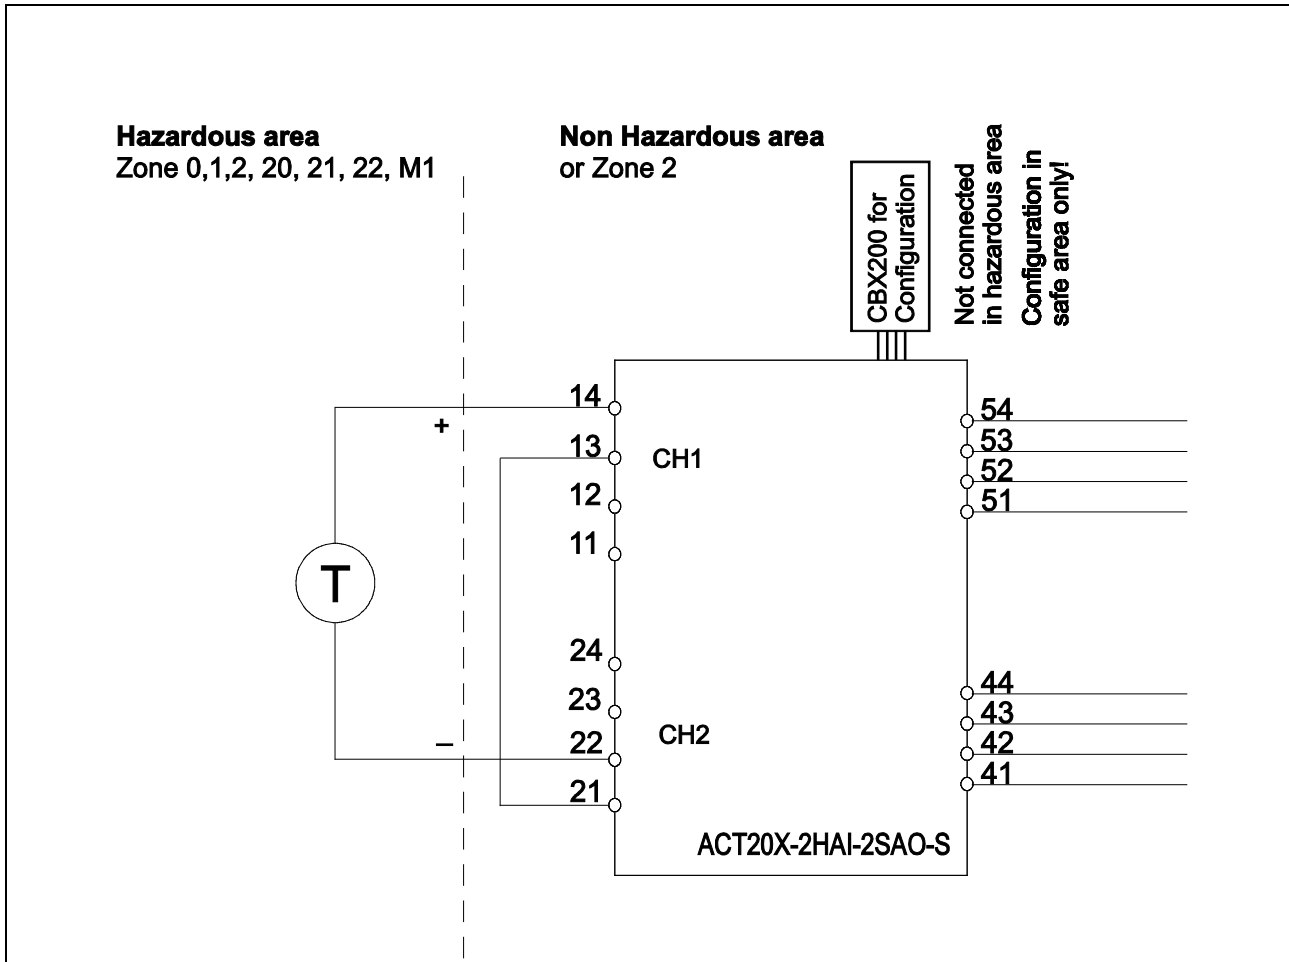 Hazardous area
Zone 0,1,2, 20, 21, 22, M1
Non Hazardous area
or Zone 2
CBX200 for
Configuration
Not connected
in hazardous area
Configuration in
safe area only!
14
+
13
CH1
12
11
T
24
23
CH2
–
22
21
54
53
52
51
44
43
42
41
ACT20X-2HAI-2SAO-S